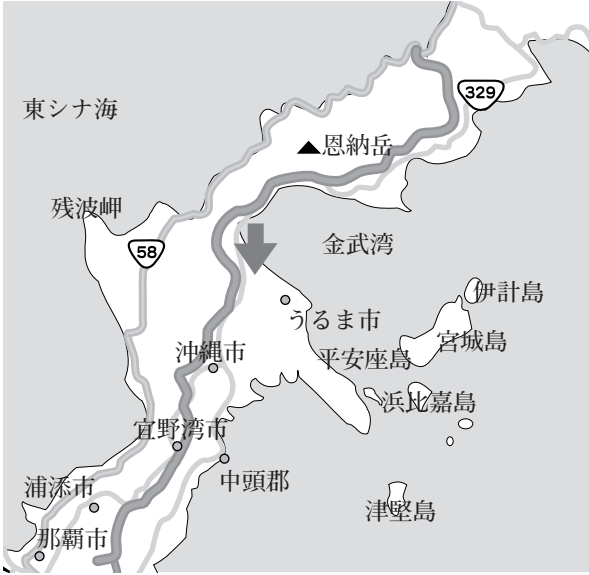 329
東シナ海
恩納岳
残波岬
58
金武湾
伊計島
うるま市
宮城島
沖縄市
平安座島
浜比嘉島
宜野湾市
中頭郡
浦添市
津堅島
那覇市